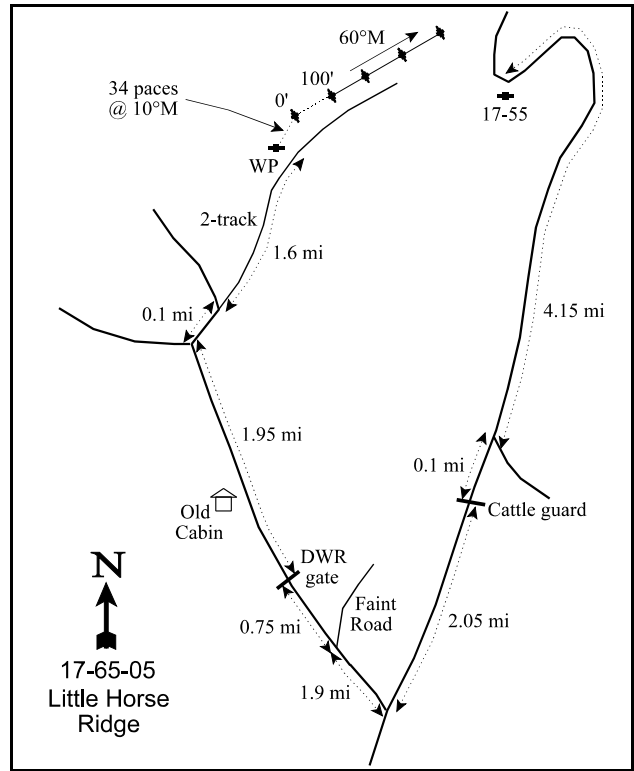 60°M
100'
34 paces
@ 10°M
0'
17-55
WP
2-track
1.6 mi
0.1 mi
4.15 mi
1.95 mi
0.1 mi
Old
Cabin
Cattle guard
DWR
gate
N
Faint
Road
0.75 mi
2.05 mi
17-65-05
Little Horse
Ridge
1.9 mi